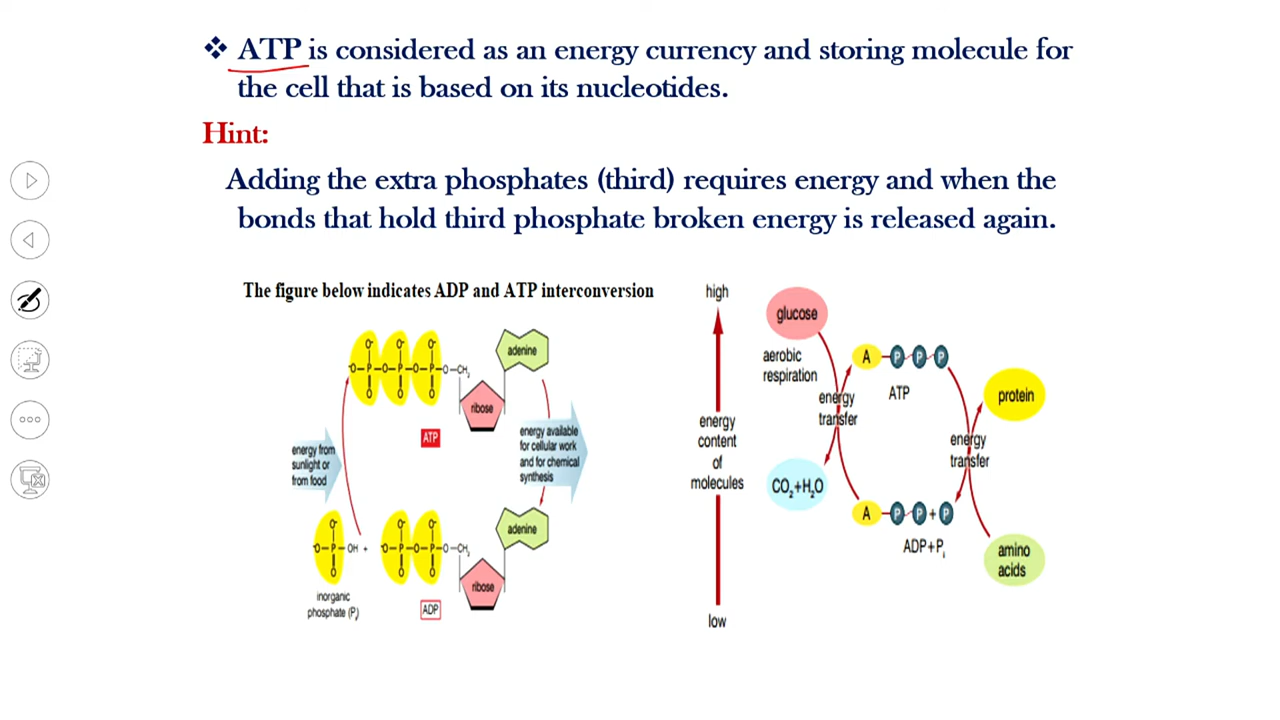 ❖ ATP is considered as an energy currency and storing molecule for
the cell that is based on its nucleotides.
Hint:
Adding the extra phosphates (third) requires energy and when the
bonds that hold third phosphate broken energy is released again.
The figure below indicates ADP and ATP interconversion
O⁻ O⁻ O⁻
⁻O—P—O—P—O—P—O—CH₂
O O O
adenine
ribose
ATP
energy from
sunlight or
from food
energy available
for cellular work
and for chemical
synthesis
O⁻
⁻O—P—OH +
O
inorganic
phosphate (Pᵢ)
O⁻ O⁻
⁻O—P—O—P—O—CH₂
O O
adenine
ribose
ADP
high
energy
content
of
molecules
low
glucose
aerobic
respiration
energy
transfer
CO₂+H₂O
A P P P
ATP
protein
energy
transfer
A P P + P
ADP+Pᵢ
amino
acids